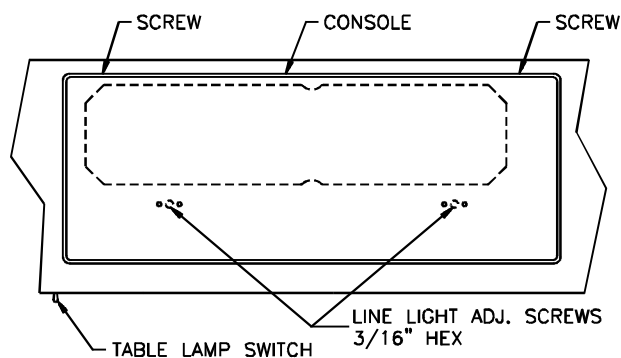 SCREW
CONSOLE
SCREW
LINE LIGHT ADJ. SCREWS
3/16" HEX
TABLE LAMP SWITCH